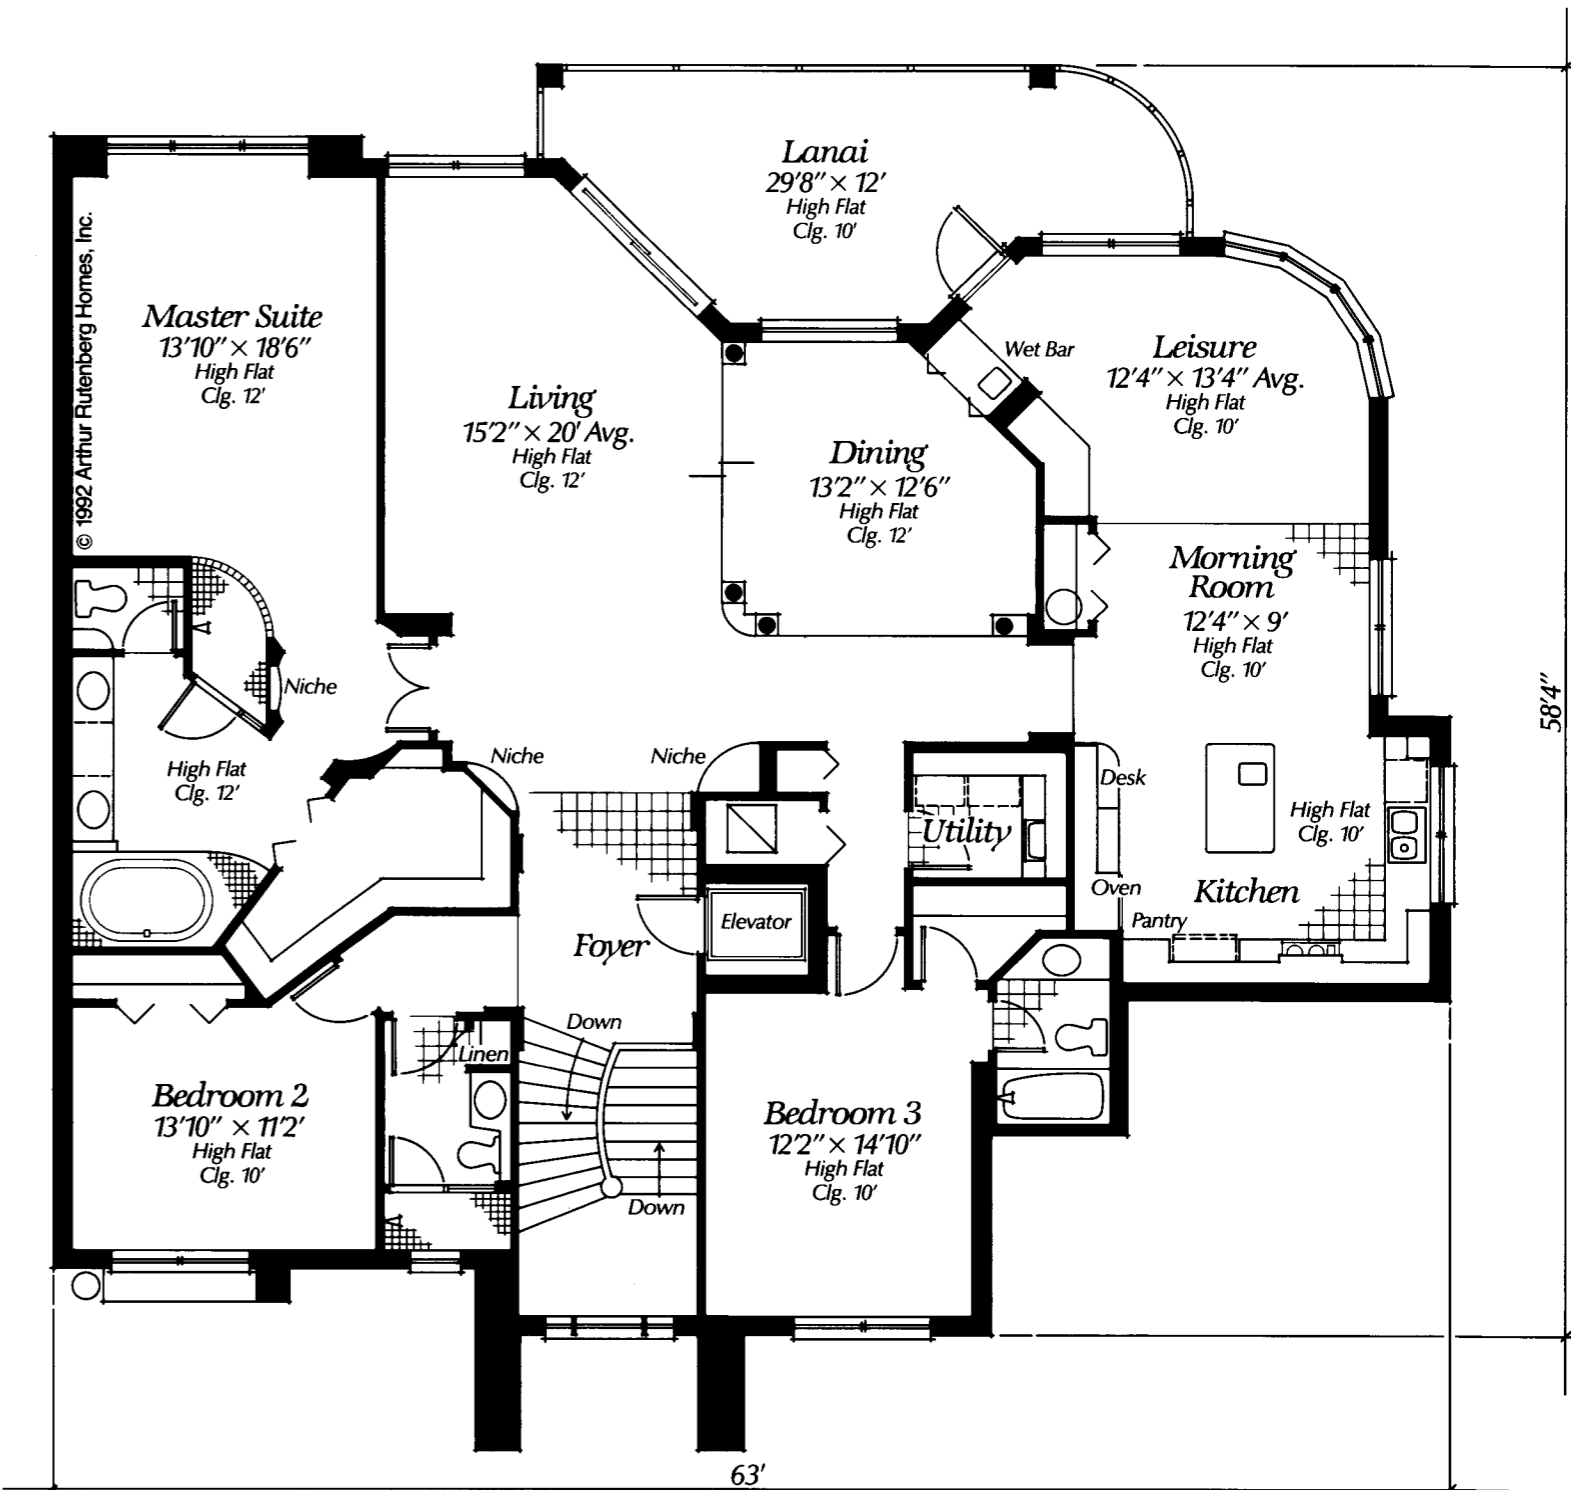 Lanai
29'8" × 12'
High Flat
Clg. 10'
© 1992 Arthur Rutenberg Homes, Inc.
Master Suite
13'10" × 18'6"
High Flat
Clg. 12'
Living
15'2" × 20' Avg.
High Flat
Clg. 12'
Wet Bar
Leisure
12'4" × 13'4" Avg.
High Flat
Clg. 10'
Dining
13'2" × 12'6"
High Flat
Clg. 12'
Morning
Room
12'4" × 9'
High Flat
Clg. 10'
58'4"
Niche
High Flat
Clg. 12'
Niche
Niche
Desk
Utility
High Flat
Clg. 10'
Oven
Kitchen
Pantry
Elevator
Foyer
Down
Linen
Bedroom 2
13'10" × 11'2'
High Flat
Clg. 10'
Bedroom 3
12'2" × 14'10"
High Flat
Clg. 10'
Down
63'